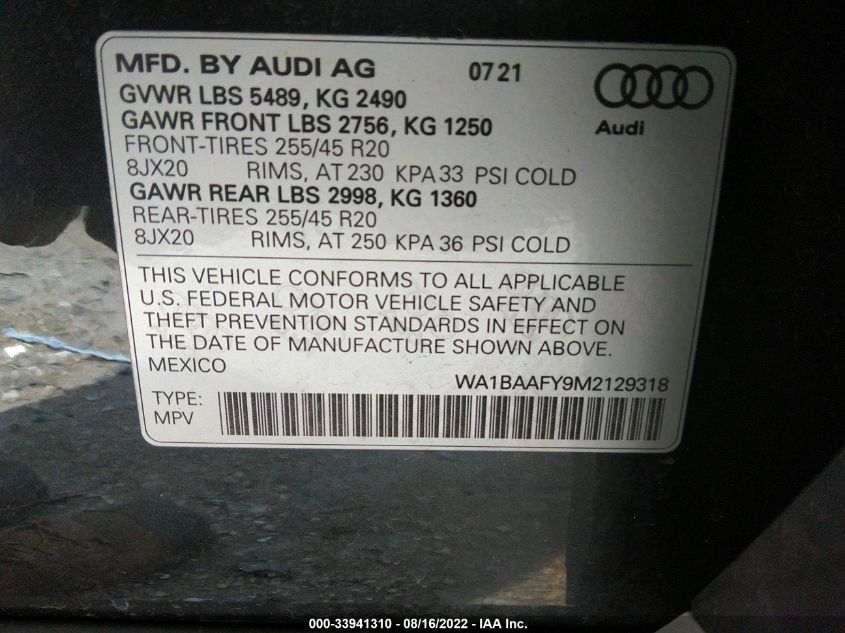 MFD. BY AUDI AG 07 21
GVWR LBS 5489, KG 2490
GAWR FRONT LBS 2756, KG 1250
Audi
FRONT-TIRES 255/45 R20
8JX20 RIMS, AT 230 KPA 33 PSI COLD
GAWR REAR LBS 2998, KG 1360
REAR-TIRES 255/45 R20
8JX20 RIMS, AT 250 KPA 36 PSI COLD
THIS VEHICLE CONFORMS TO ALL APPLICABLE
U.S. FEDERAL MOTOR VEHICLE SAFETY AND
THEFT PREVENTION STANDARDS IN EFFECT ON
THE DATE OF MANUFACTURE SHOWN ABOVE.
MEXICO
WA1BAAFY9M2129318
TYPE:
MPV
000-33941310 - 08/16/2022 - IAA Inc.